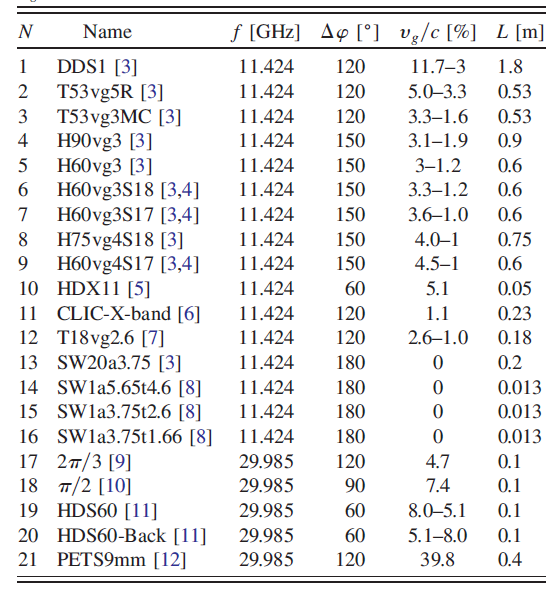 N Name f [GHz] Δφ [°] υg/c [%] L [m]
1 DDS1 [3] 11.424 120 11.7–3 1.8
2 T53vg5R [3] 11.424 120 5.0–3.3 0.53
3 T53vg3MC [3] 11.424 120 3.3–1.6 0.53
4 H90vg3 [3] 11.424 150 3.1–1.9 0.9
5 H60vg3 [3] 11.424 150 3–1.2 0.6
6 H60vg3S18 [3,4] 11.424 150 3.3–1.2 0.6
7 H60vg3S17 [3,4] 11.424 150 3.6–1.0 0.6
8 H75vg4S18 [3] 11.424 150 4.0–1 0.75
9 H60vg4S17 [3,4] 11.424 150 4.5–1 0.6
10 HDX11 [5] 11.424 60 5.1 0.05
11 CLIC-X-band [6] 11.424 120 1.1 0.23
12 T18vg2.6 [7] 11.424 120 2.6–1.0 0.18
13 SW20a3.75 [3] 11.424 180 0 0.2
14 SW1a5.65t4.6 [8] 11.424 180 0 0.013
15 SW1a3.75t2.6 [8] 11.424 180 0 0.013
16 SW1a3.75t1.66 [8] 11.424 180 0 0.013
17 2π/3 [9] 29.985 120 4.7 0.1
18 π/2 [10] 29.985 90 7.4 0.1
19 HDS60 [11] 29.985 60 8.0–5.1 0.1
20 HDS60-Back [11] 29.985 60 5.1–8.0 0.1
21 PETS9mm [12] 29.985 120 39.8 0.4